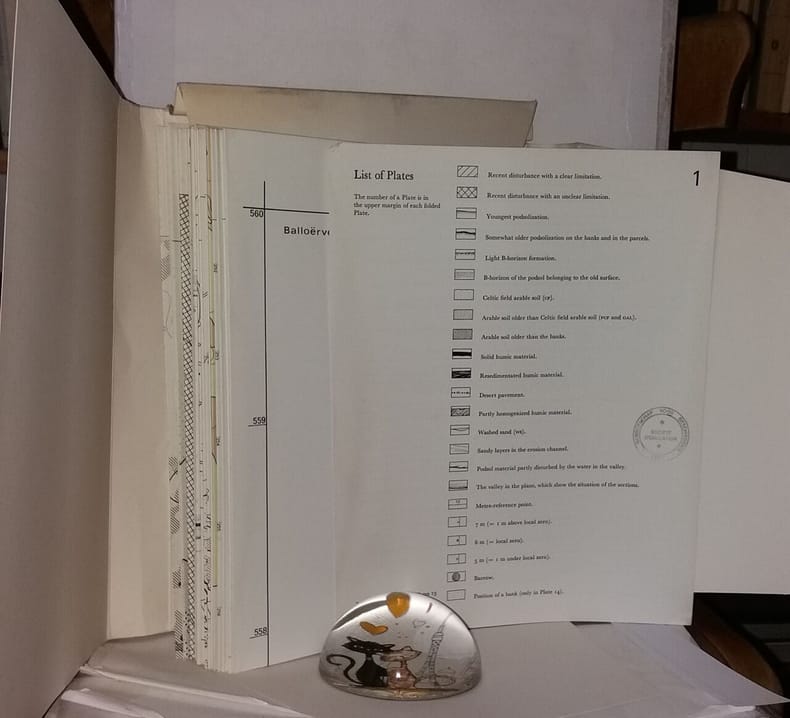 560
Balloërv
559
558
List of Plates
The number of a Plate is in
the upper margin of each folded
Plate.
1
Recent disturbance with a clear limitation.
Recent disturbance with an unclear limitation.
Youngest podsolization.
Somewhat older podsolization on the banks and in the parcels.
Light B-horizon formation.
B-horizon of the podsol belonging to the old surface.
Celtic field arable soil (CF).
Arable soil older than Celtic field arable soil (PCF and GAL).
Arable soil older than the banks.
Solid humic material.
Resedimentated humic material.
Desert pavement.
Partly homogenized humic material.
Washed sand (WS).
Sandy layers in the erosion channel.
Podsol material partly disturbed by the water in the valley.
The valley in the plans, which show the situation of the sections.
Metre-reference point.
7 m (= 1 m above local zero).
6 m (= local zero).
5 m (= 1 m under local zero).
Barrow.
Position of a bank (only in Plate 14).